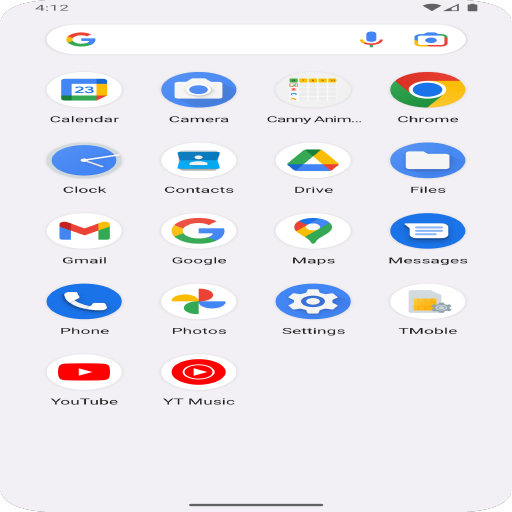 4:12
23
Calendar Camera Canny Anim... Chrome
Clock Contacts Drive Files
Gmail Google Maps Messages
Phone Photos Settings TMoble
YouTube YT Music